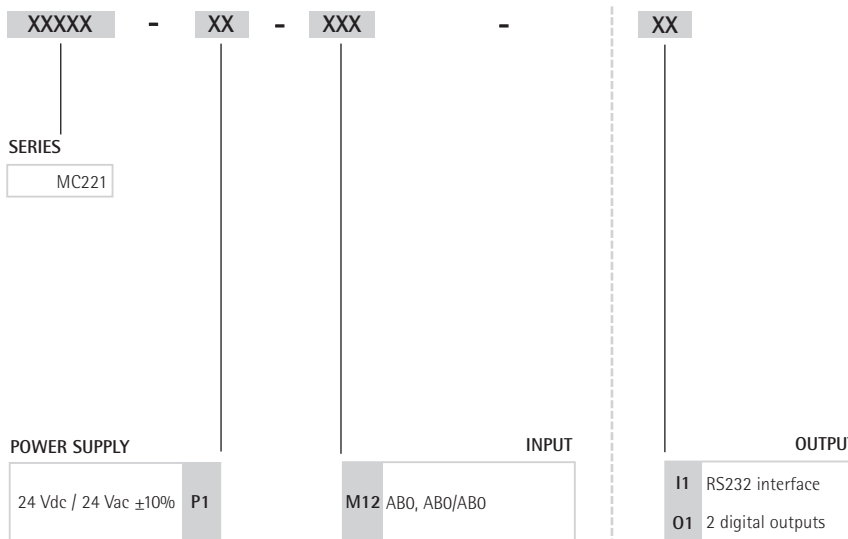 XXXXX - XX - XXX - XX
SERIES
MC221
POWER SUPPLY
24 Vdc / 24 Vac ±10% P1
INPUT
M12 AB0, AB0/AB0
OUTPUT
I1 RS232 interface
O1 2 digital outputs